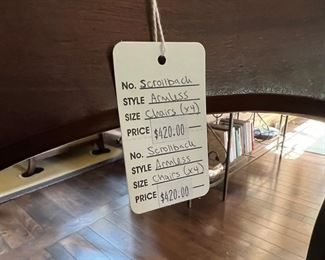 No. Scrollback
STYLE Armless
SIZE Chairs (x4)
PRICE $420.00
No. Scrollback
STYLE Armless
SIZE Chairs (x4)
PRICE $420.00